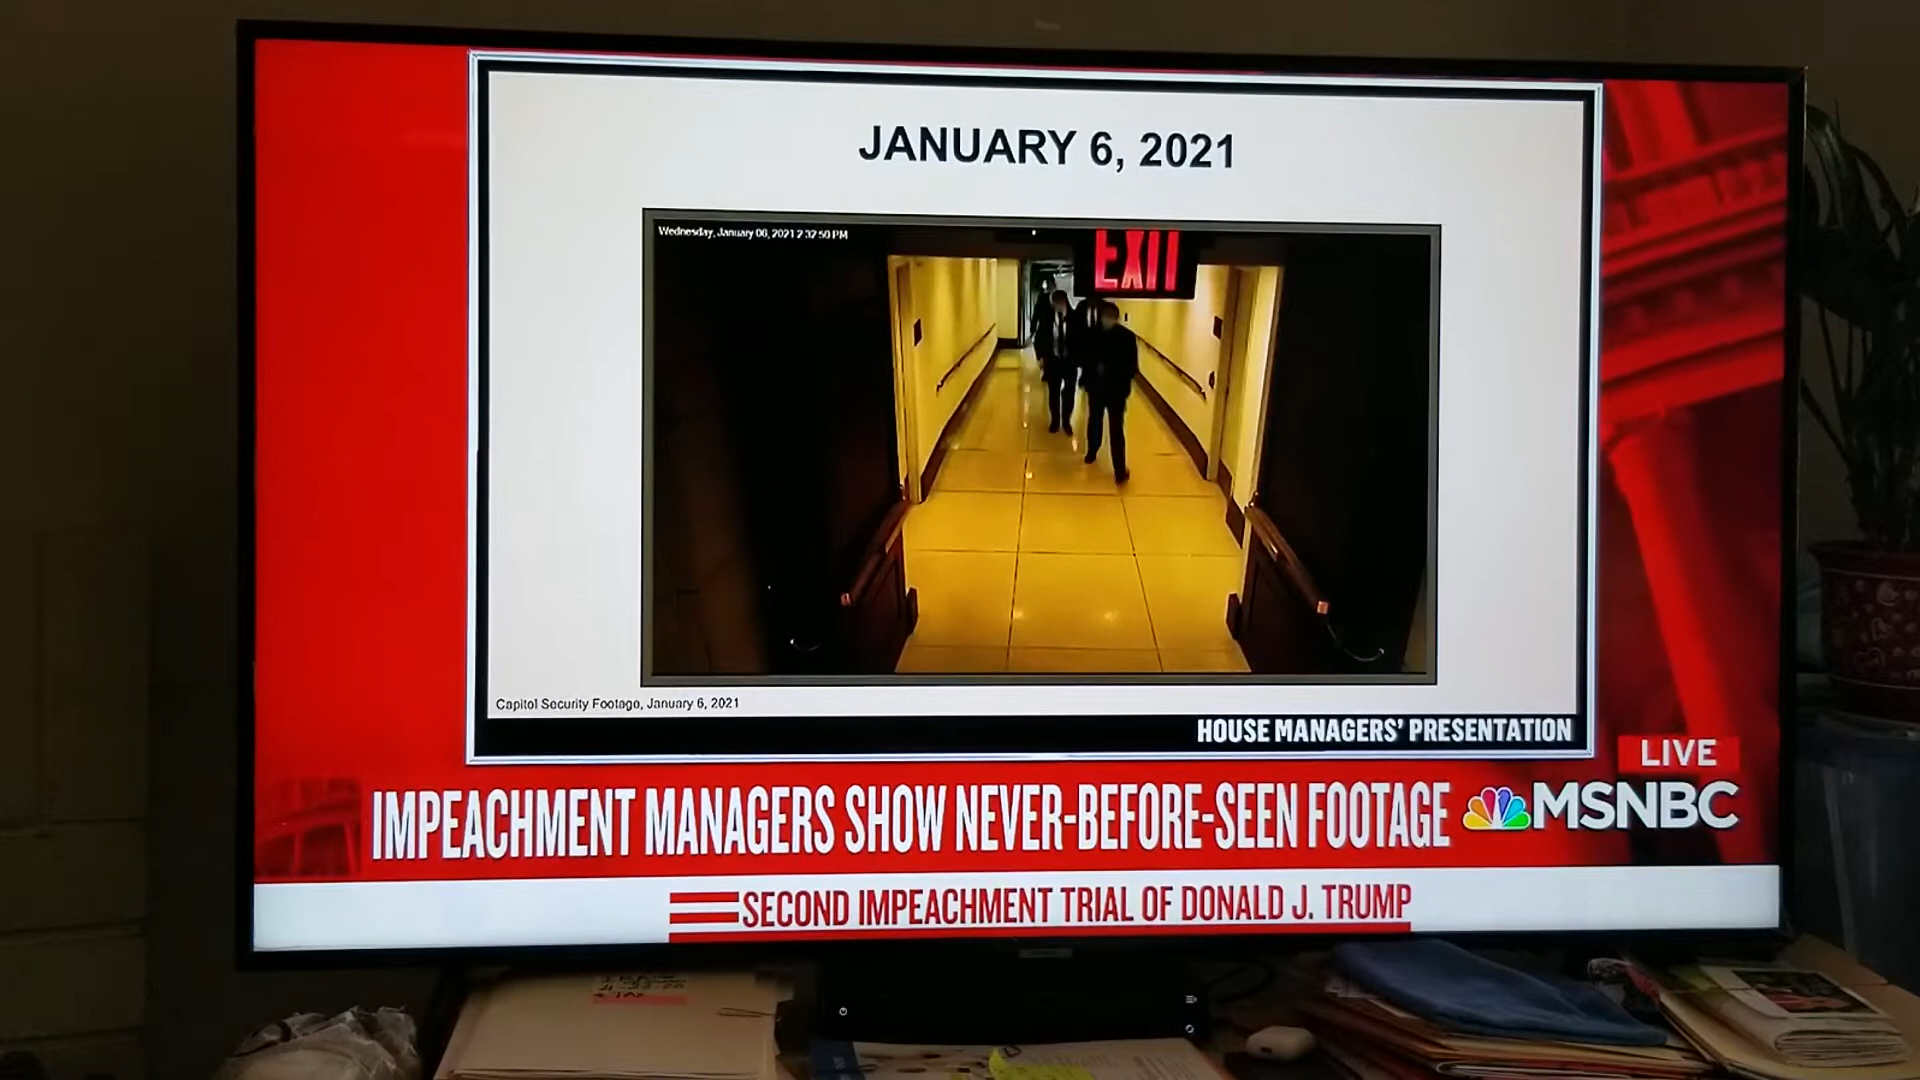 JANUARY 6, 2021
Wednesday, January 06, 2021 2:32:50 PM
EXIT
Capitol Security Footage, January 6, 2021
HOUSE MANAGERS' PRESENTATION
LIVE
IMPEACHMENT MANAGERS SHOW NEVER-BEFORE-SEEN FOOTAGE
MSNBC
SECOND IMPEACHMENT TRIAL OF DONALD J. TRUMP